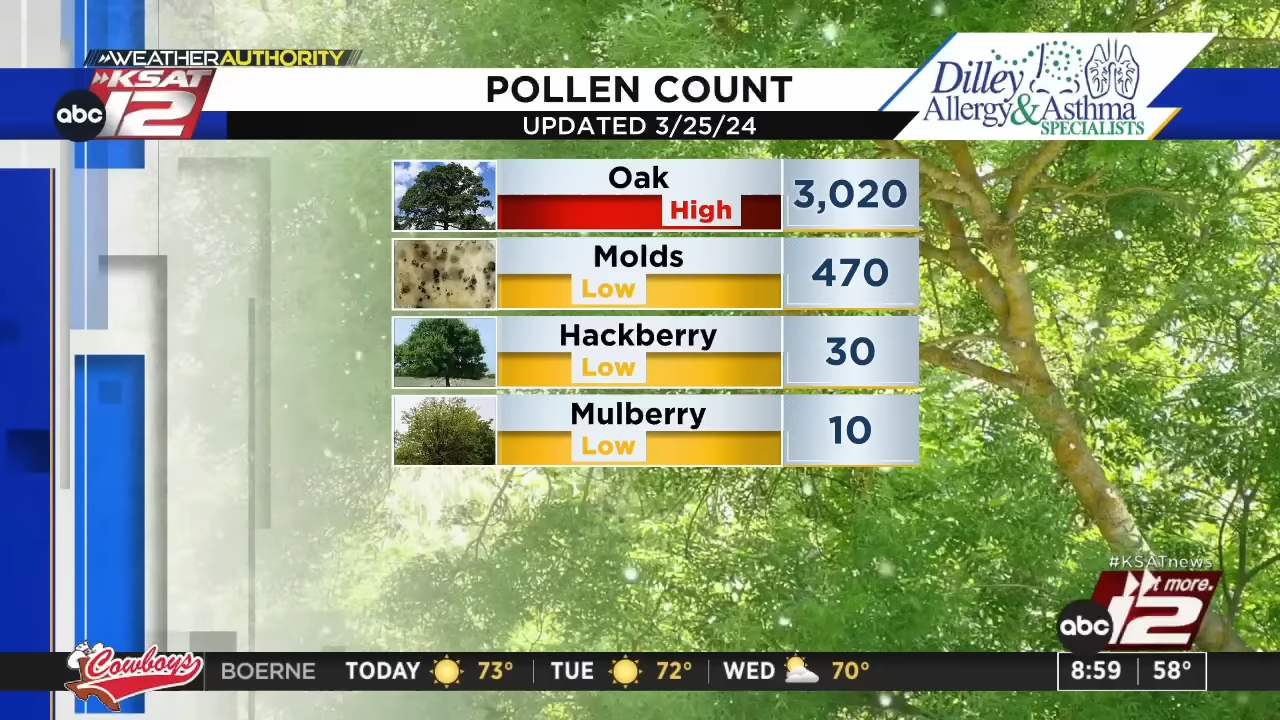 WEATHERAUTHORITY
KSAT
abc 12
POLLEN COUNT
UPDATED 3/25/24
Dilley
Allergy&Asthma
SPECIALISTS
Oak
High
3,020
Molds
Low
470
Hackberry
Low
30
Mulberry
Low
10
#KSATnews
t more.
abc 12
Cowboys
BOERNE TODAY 73° TUE 72° WED 70°
8:59 58°